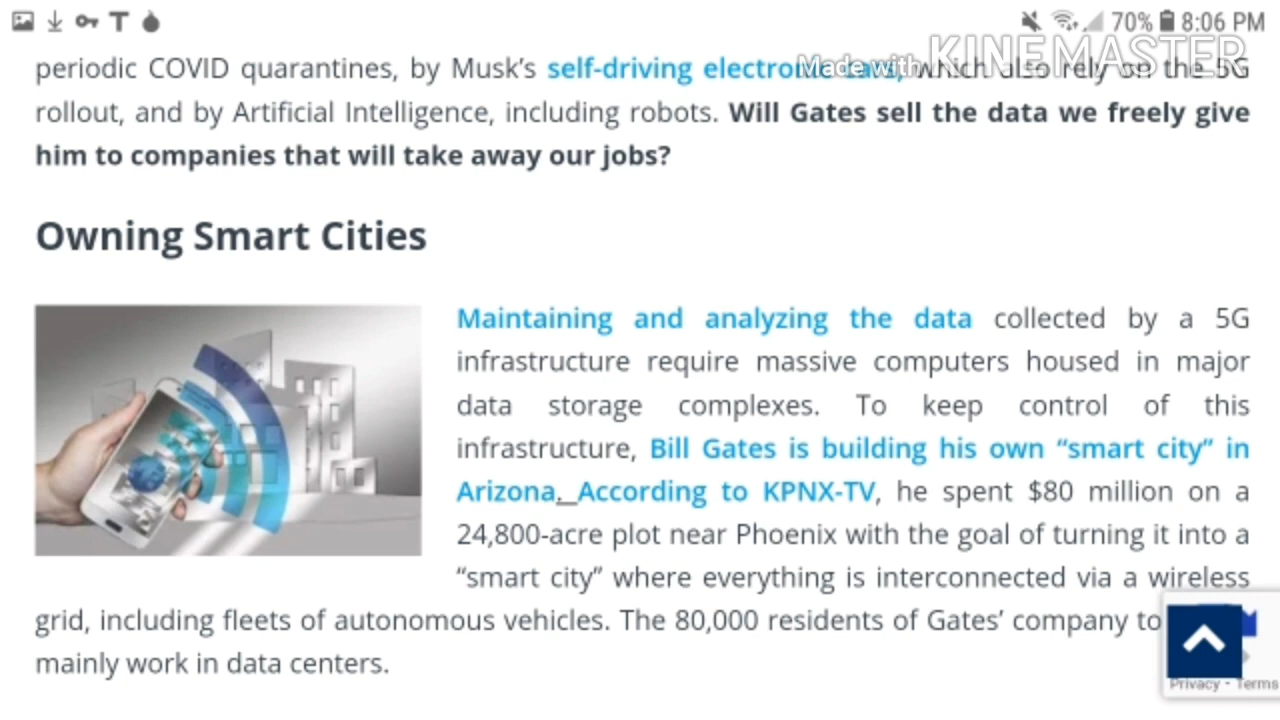 70% 8:06 PM
Made with KINEMASTER
periodic COVID quarantines, by Musk's self-driving which also rely on the 5G
rollout, and by Artificial Intelligence, including robots. Will Gates sell the data we freely give
him to companies that will take away our jobs?
Owning Smart Cities
Maintaining and analyzing the data collected by a 5G
infrastructure require massive computers housed in major
data storage complexes. To keep control of this
infrastructure, Bill Gates is building his own “smart city” in
Arizona. According to KPNX-TV, he spent $80 million on a
24,800-acre plot near Phoenix with the goal of turning it into a
“smart city” where everything is interconnected via a wireless
grid, including fleets of autonomous vehicles. The 80,000 residents of Gates’ company
mainly work in data centers.
Privacy - Terms